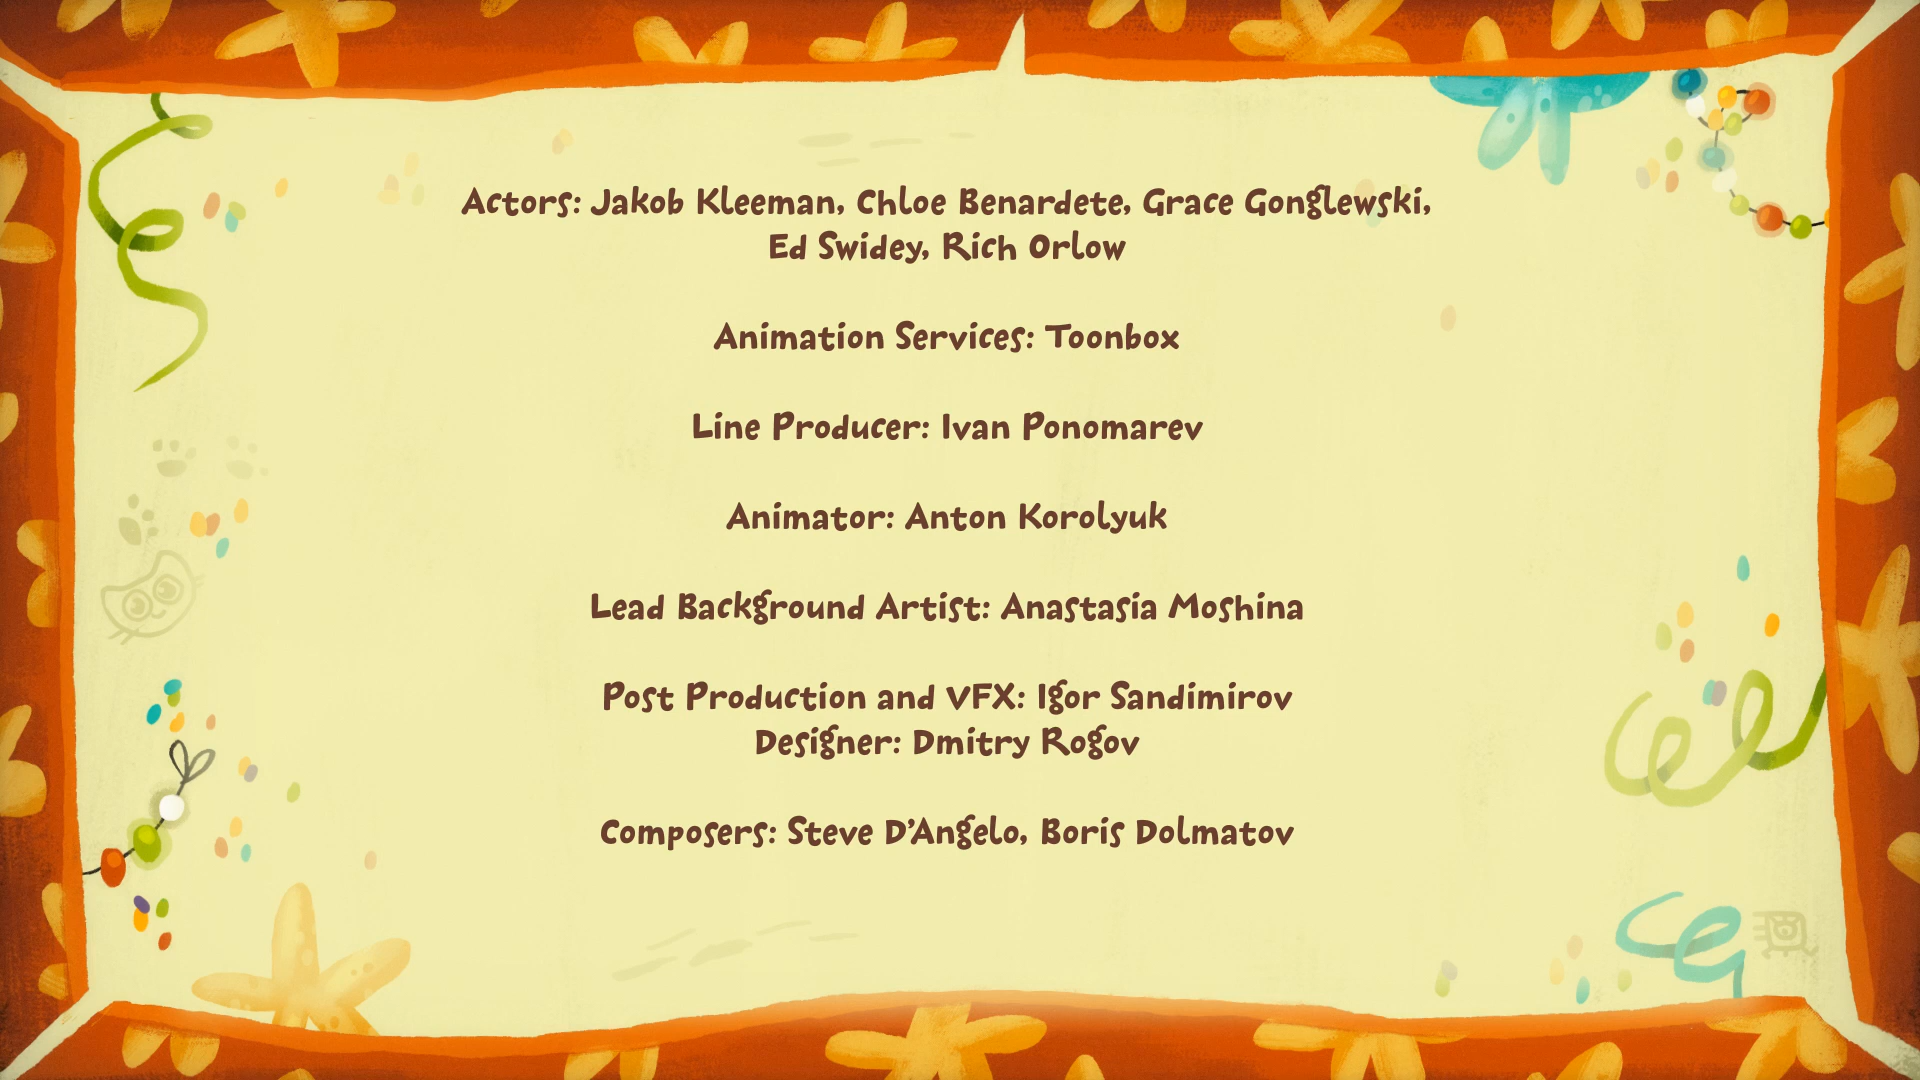 Actors: Jakob Kleeman, Chloe Benardete, Grace Gonglewski,
Ed Swidey, Rich Orlow
Animation Services: Toonbox
Line Producer: Ivan Ponomarev
Animator: Anton Korolyuk
Lead Background Artist: Anastasia Moshina
Post Production and VFX: Igor Sandimirov
Designer: Dmitry Rogov
Composers: Steve D’Angelo, Boris Dolmatov